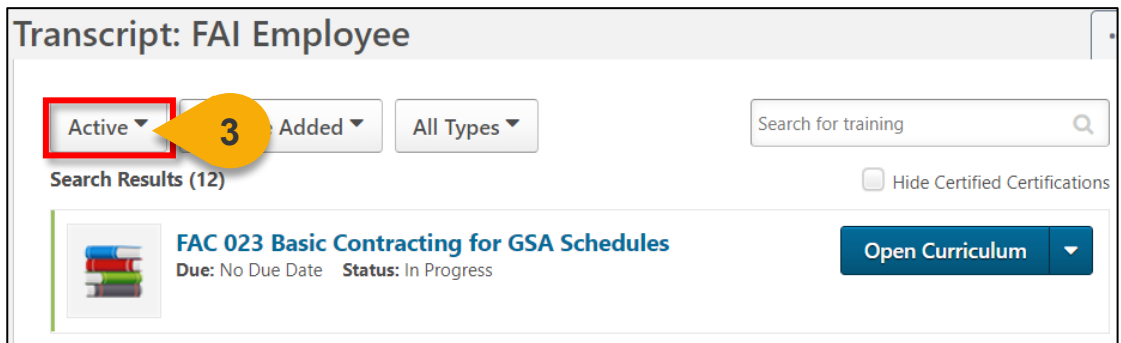 Transcript: FAI Employee
Active 3 Added All Types Search for training
Search Results (12) Hide Certified Certifications
FAC 023 Basic Contracting for GSA Schedules
Due: No Due Date Status: In Progress
Open Curriculum